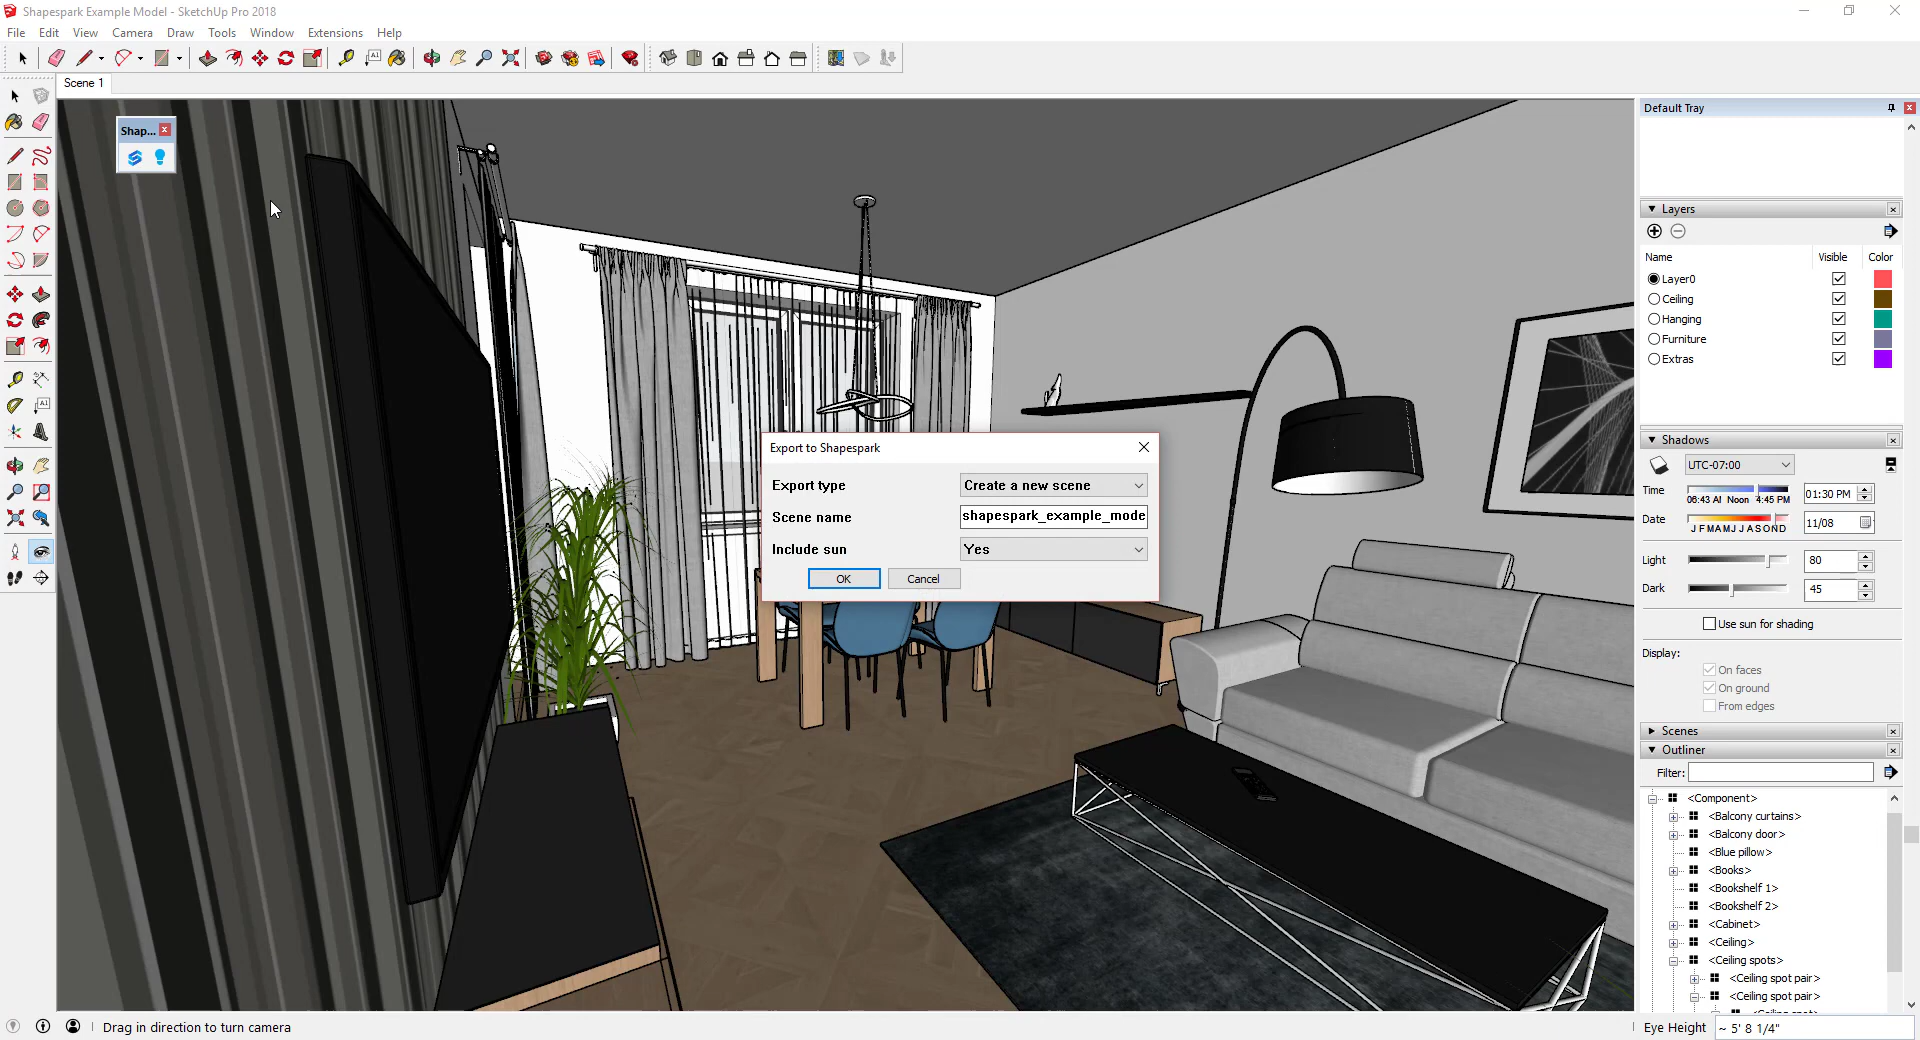 Shapespark Example Model - SketchUp Pro 2018
File Edit View Camera Draw Tools Window Extensions Help
Scene 1
Shap...
Default Tray
Layers
Name Visible Color
Layer0
Ceiling
Hanging
Furniture
Extras
Shadows
UTC-07:00
Time 06:43 AI Noon 4:45 PM 01:30 PM
Date J F M A M J J A S O N D 11/08
Light 80
Dark 45
Use sun for shading
Display:
On faces
On ground
From edges
Scenes
Outliner
Filter:
<Component>
<Balcony curtains>
<Balcony door>
<Blue pillow>
<Books>
<Bookshelf 1>
<Bookshelf 2>
<Cabinet>
<Ceiling>
<Ceiling spots>
<Ceiling spot pair>
<Ceiling spot pair>
Export to Shapespark
Export type Create a new scene
Scene name shapespark_example_mode
Include sun Yes
OK Cancel
Drag in direction to turn camera
Eye Height ~ 5' 8 1/4"